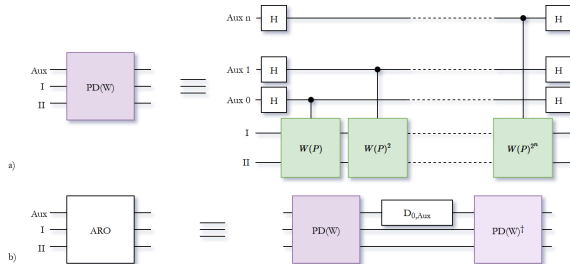 Aux n H H
Aux 1 H H
Aux 0 H H
Aux
I PD(W)
II
I
II
W(P) W(P)² W(P)^{2^n}
a)
Aux
I ARO
II
PD(W) D₀,Aux PD(W)†
b)